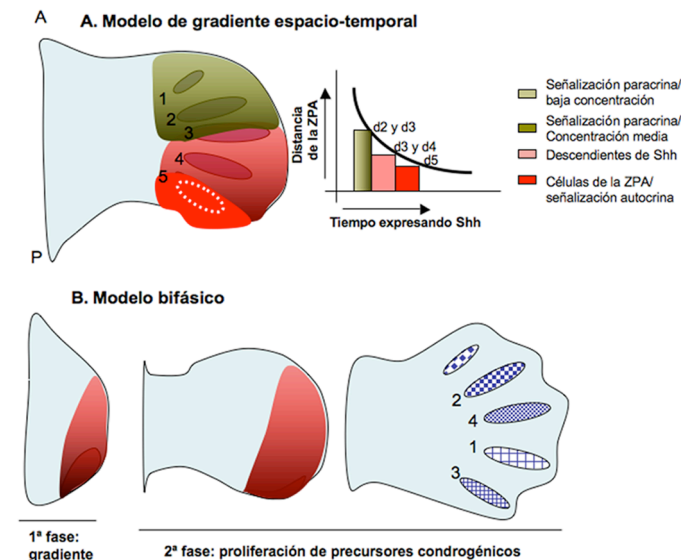 A
A. Modelo de gradiente espacio-temporal
1
2
3
4
5
P
Distancia
de la ZPA
d2 y d3
d3 y d4
d5
Tiempo expresando Shh
Señalización paracrina/
baja concentración
Señalización paracrina/
Concentración media
Descendientes de Shh
Células de la ZPA/
señalización autocrina
B. Modelo bifásico
2
4
1
3
1ª fase:
gradiente
2ª fase: proliferación de precursores condrogénicos